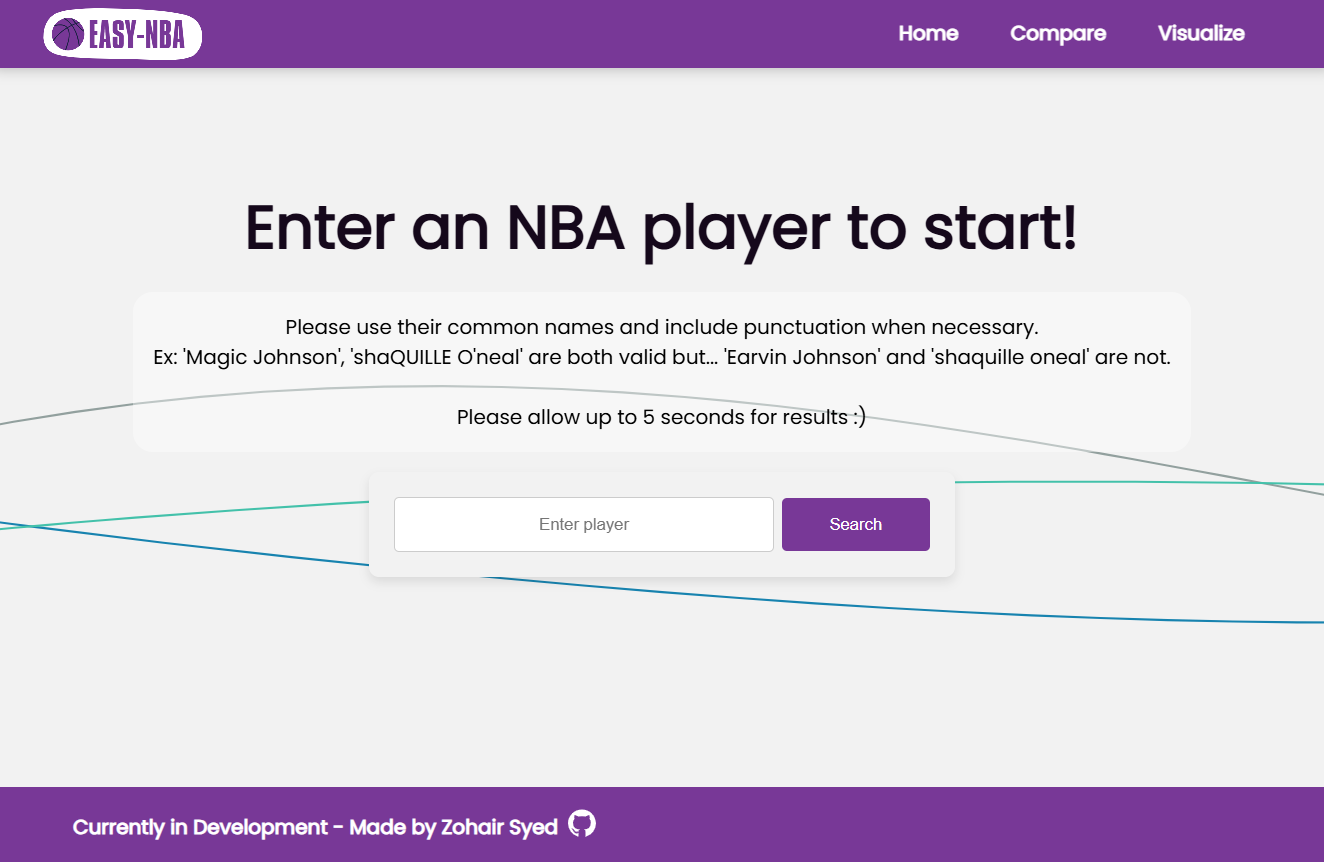 EASY-NBA
Home Compare Visualize
Enter an NBA player to start!
Please use their common names and include punctuation when necessary.
Ex: 'Magic Johnson', 'shaQUILLE O'neal' are both valid but... 'Earvin Johnson' and 'shaquille oneal' are not.
Please allow up to 5 seconds for results :)
Enter player Search
Currently in Development - Made by Zohair Syed